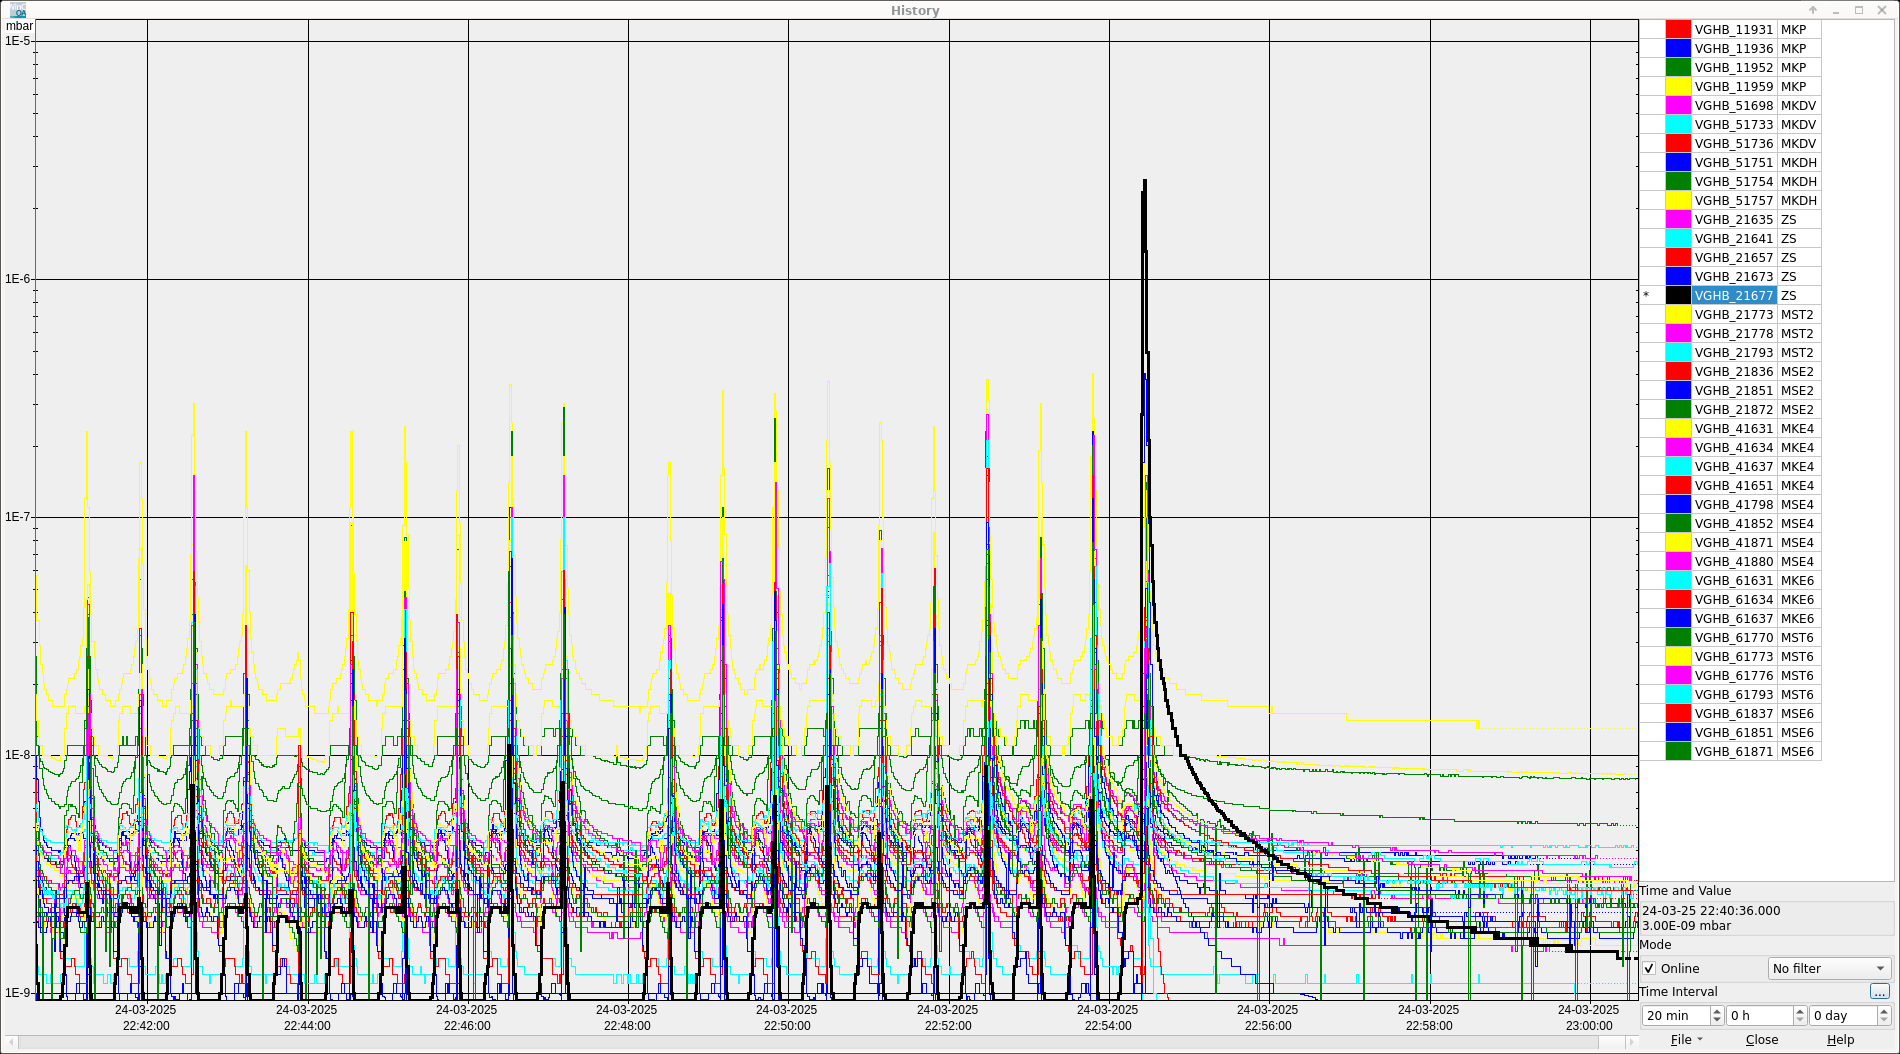 History
mbar
1E-5
1E-6
1E-7
1E-8
1E-9
24-03-2025 24-03-2025 24-03-2025 24-03-2025 24-03-2025 24-03-2025 24-03-2025 24-03-2025 24-03-2025 24-03-2025
22:42:00 22:44:00 22:46:00 22:48:00 22:50:00 22:52:00 22:54:00 22:56:00 22:58:00 23:00:00
VGHB_11931 MKP
VGHB_11936 MKP
VGHB_11952 MKP
VGHB_11959 MKP
VGHB_51698 MKDV
VGHB_51733 MKDV
VGHB_51736 MKDV
VGHB_51751 MKDH
VGHB_51754 MKDH
VGHB_51757 MKDH
VGHB_21635 ZS
VGHB_21641 ZS
VGHB_21657 ZS
VGHB_21673 ZS
* VGHB_21677 ZS
VGHB_21773 MST2
VGHB_21778 MST2
VGHB_21793 MST2
VGHB_21836 MSE2
VGHB_21851 MSE2
VGHB_21872 MSE2
VGHB_41631 MKE4
VGHB_41634 MKE4
VGHB_41637 MKE4
VGHB_41651 MKE4
VGHB_41798 MSE4
VGHB_41852 MSE4
VGHB_41871 MSE4
VGHB_41880 MSE4
VGHB_61631 MKE6
VGHB_61634 MKE6
VGHB_61637 MKE6
VGHB_61770 MST6
VGHB_61773 MST6
VGHB_61776 MST6
VGHB_61793 MST6
VGHB_61837 MSE6
VGHB_61851 MSE6
VGHB_61871 MSE6
Time and Value
24-03-25 22:40:36.000
3.00E-09 mbar
Mode
Online No filter
Time Interval ...
20 min 0 h 0 day
File Close Help